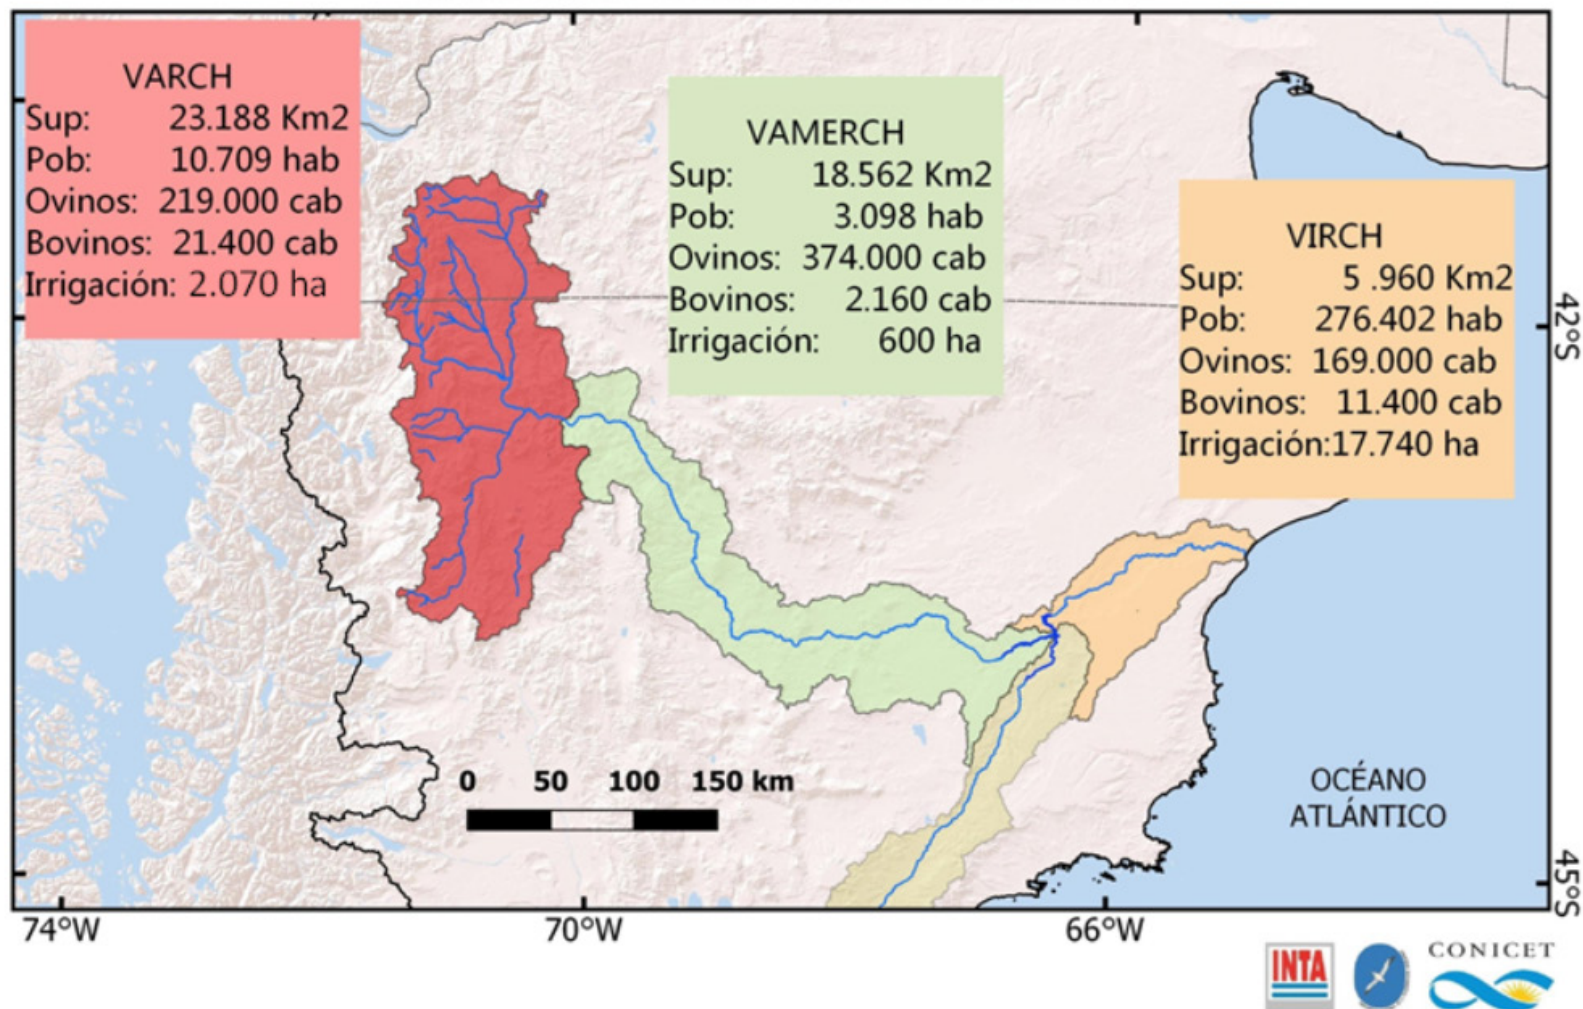 VARCH
Sup: 23.188 Km2
Pob: 10.709 hab
Ovinos: 219.000 cab
Bovinos: 21.400 cab
Irrigación: 2.070 ha
VAMERCH
Sup: 18.562 Km2
Pob: 3.098 hab
Ovinos: 374.000 cab
Bovinos: 2.160 cab
Irrigación: 600 ha
VIRCH
Sup: 5 .960 Km2
Pob: 276.402 hab
Ovinos: 169.000 cab
Bovinos: 11.400 cab
Irrigación:17.740 ha
42°S
0 50 100 150 km
OCÉANO
ATLÁNTICO
45°S
74°W 70°W 66°W
INTA
CONICET